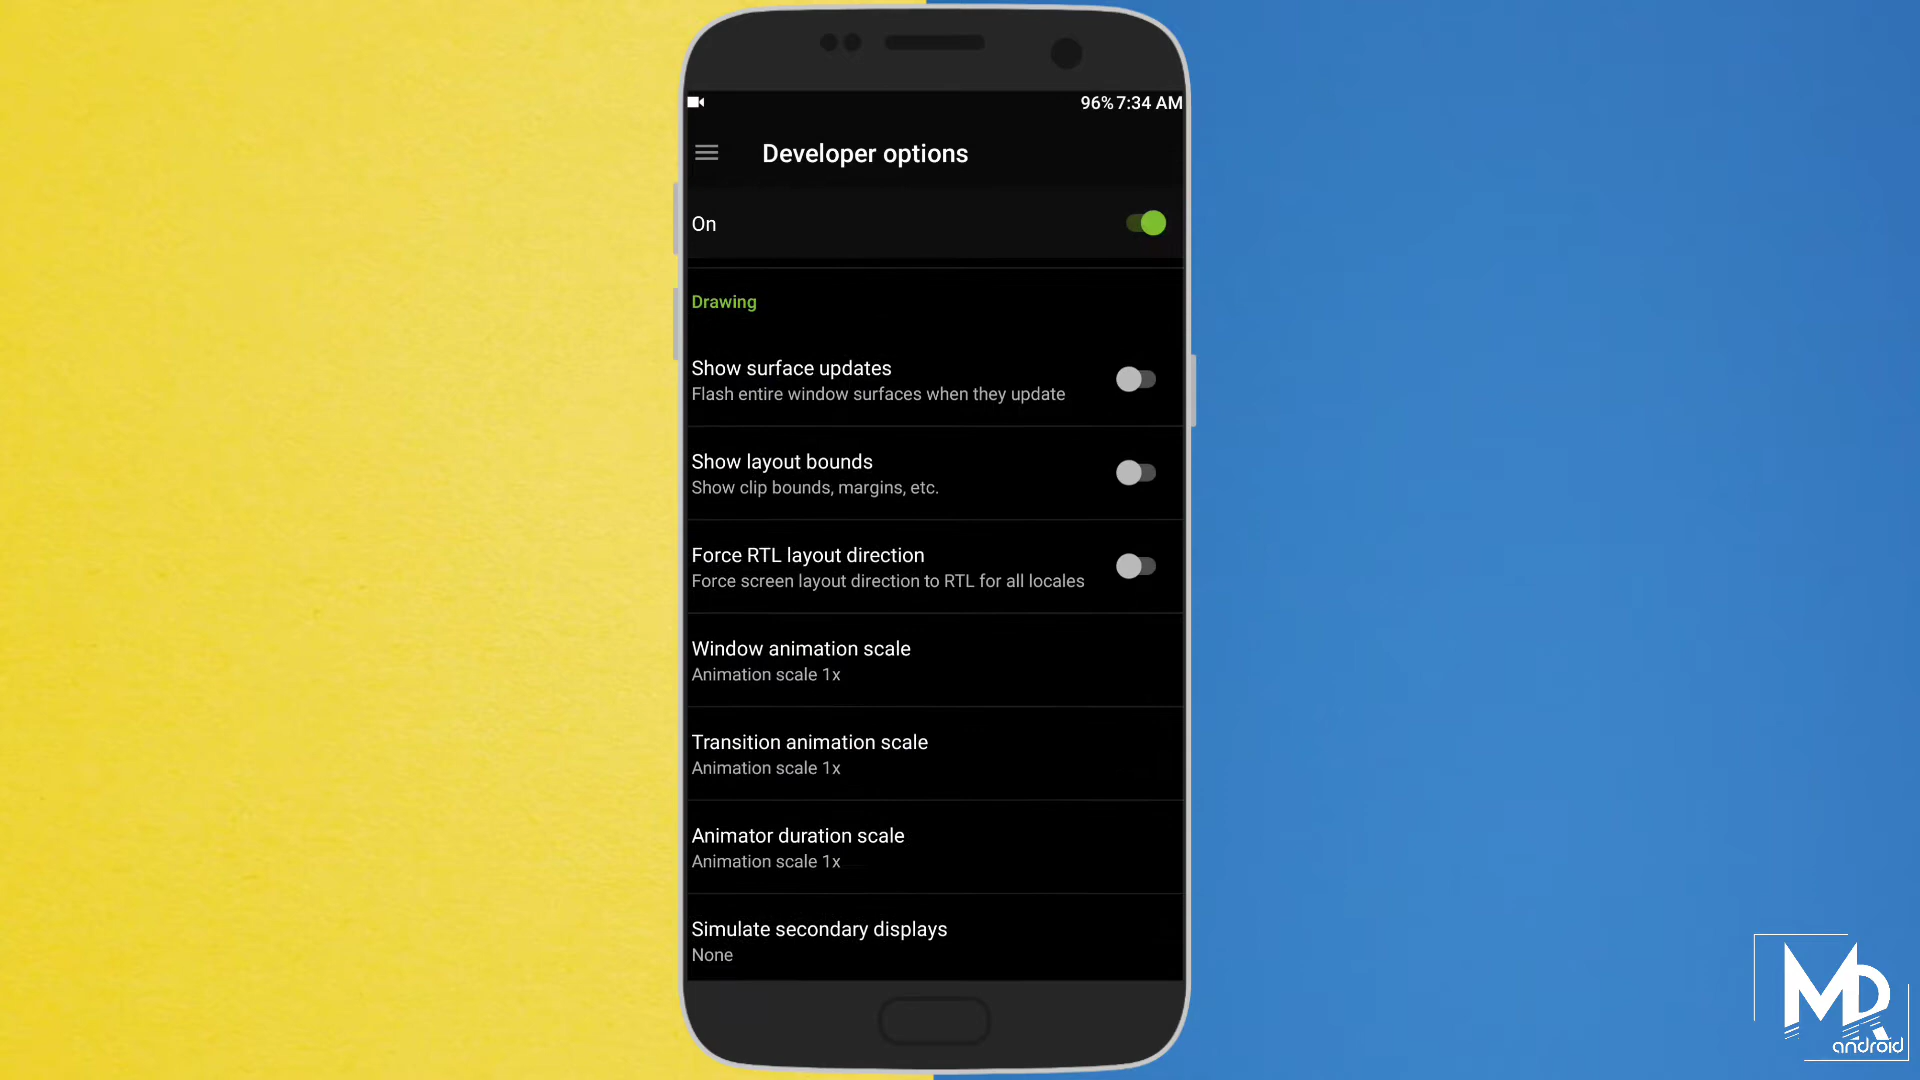 96% 7:34 AM
Developer options
On
Drawing
Show surface updates
Flash entire window surfaces when they update
Show layout bounds
Show clip bounds, margins, etc.
Force RTL layout direction
Force screen layout direction to RTL for all locales
Window animation scale
Animation scale 1x
Transition animation scale
Animation scale 1x
Animator duration scale
Animation scale 1x
Simulate secondary displays
None
MR
android